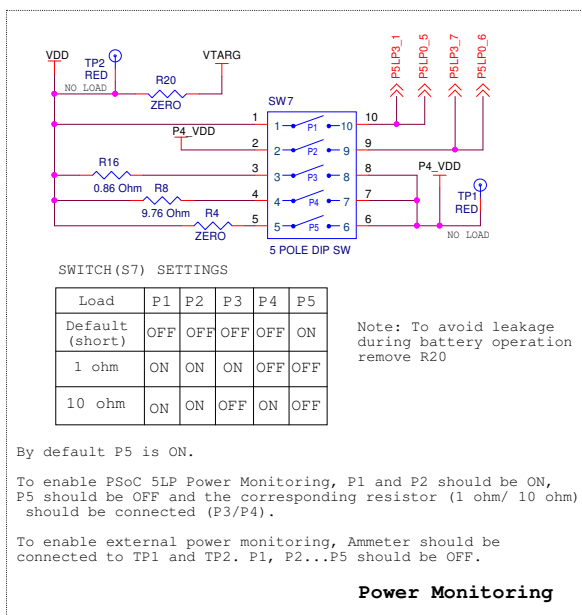 P5LP3_1
P5LP0_5
P5LP3_7
P5LP0_6
VDD
TP2
RED
VTARG
R20
NO LOAD
ZERO
SW7
1
1
P1
10
10
P4_VDD
2
2
P2
9
9
R16
3
3
P3
8
8
P4_VDD
0.86 Ohm
R8
4
4
P4
7
7
TP1
RED
9.76 Ohm
R4
5
5
P5
6
6
NO LOAD
ZERO
5 POLE DIP SW
SWITCH(S7) SETTINGS
Load P1 P2 P3 P4 P5
Default
(short) OFF OFF OFF OFF ON
1 ohm ON ON ON OFF OFF
10 ohm ON ON OFF ON OFF
Note: To avoid leakage
during battery operation
remove R20
By default P5 is ON.
To enable PSoC 5LP Power Monitoring, P1 and P2 should be ON,
P5 should be OFF and the corresponding resistor (1 ohm/ 10 ohm)
should be connected (P3/P4).
To enable external power monitoring, Ammeter should be
connected to TP1 and TP2. P1, P2...P5 should be OFF.
Power Monitoring